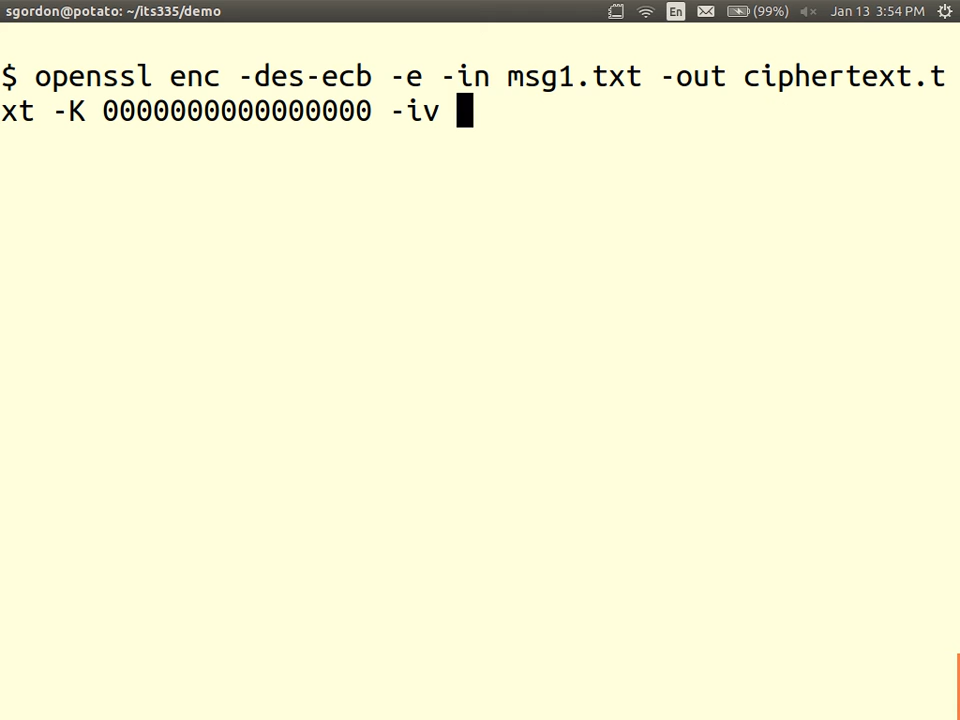 sgordon@potato: ~/its335/demo
En
(99%)
Jan 13 3:54 PM
$ openssl enc -des-ecb -e -in msg1.txt -out ciphertext.t
xt -K 0000000000000000 -iv